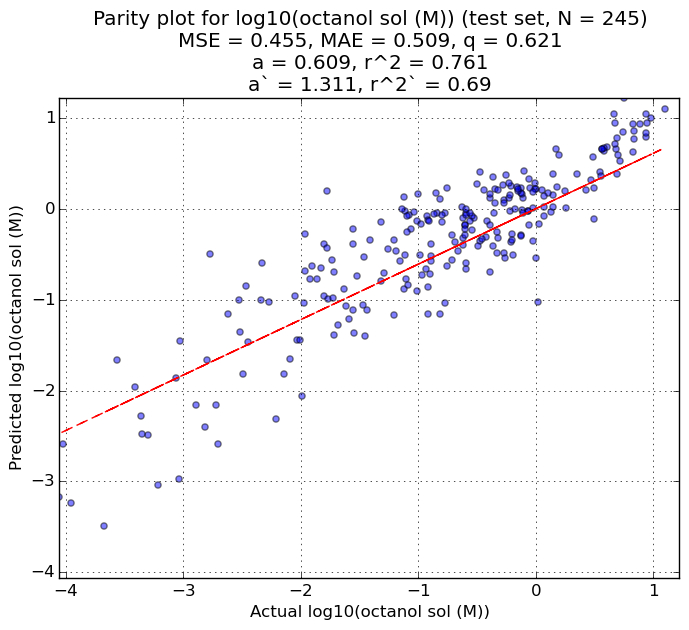 Parity plot for log10(octanol sol (M)) (test set, N = 245)
MSE = 0.455, MAE = 0.509, q = 0.621
a = 0.609, r^2 = 0.761
a` = 1.311, r^2` = 0.69
1
0
−1
−2
−3
−4
Predicted log10(octanol sol (M))
−4 −3 −2 −1 0 1
Actual log10(octanol sol (M))